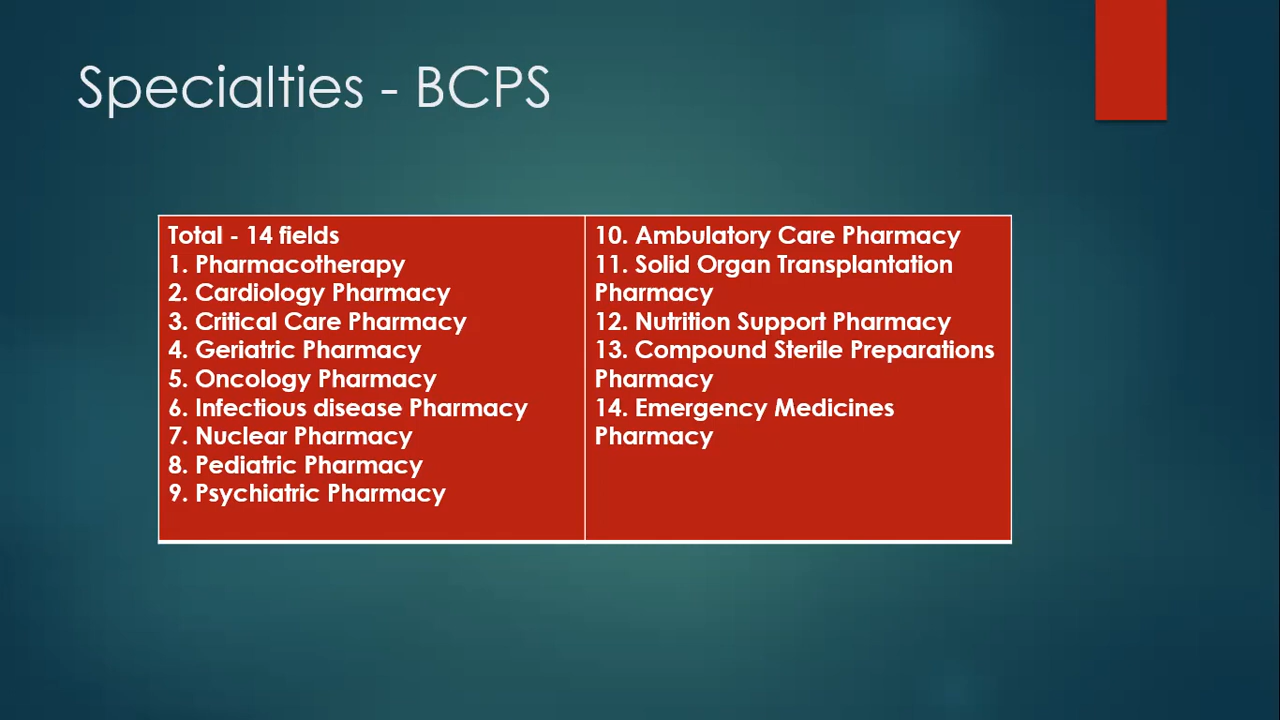 Specialties - BCPS
Total - 14 fields
1. Pharmacotherapy
2. Cardiology Pharmacy
3. Critical Care Pharmacy
4. Geriatric Pharmacy
5. Oncology Pharmacy
6. Infectious disease Pharmacy
7. Nuclear Pharmacy
8. Pediatric Pharmacy
9. Psychiatric Pharmacy
10. Ambulatory Care Pharmacy
11. Solid Organ Transplantation
Pharmacy
12. Nutrition Support Pharmacy
13. Compound Sterile Preparations
Pharmacy
14. Emergency Medicines
Pharmacy